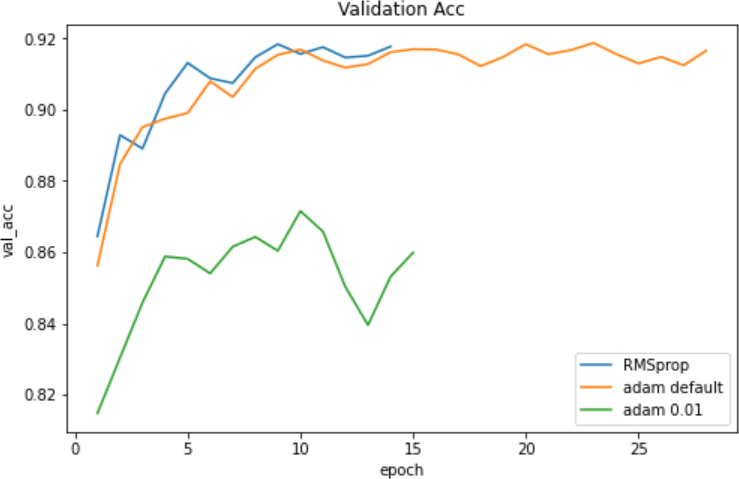 Validation Acc
val_acc
0.92
0.90
0.88
0.86
0.84
0.82
0 5 10 15 20 25
epoch
RMSprop
adam default
adam 0.01